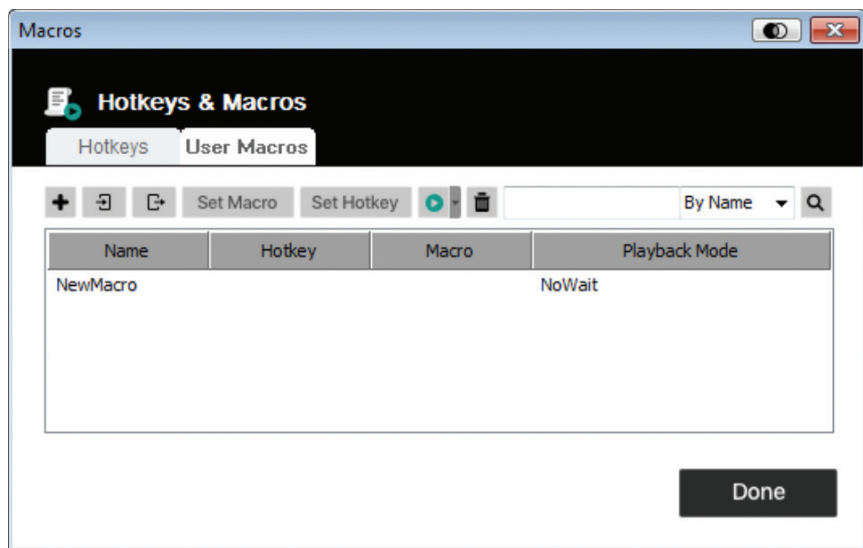 Macros
Hotkeys & Macros
Hotkeys User Macros
Set Macro Set Hotkey By Name
Name Hotkey Macro Playback Mode
NewMacro NoWait
Done